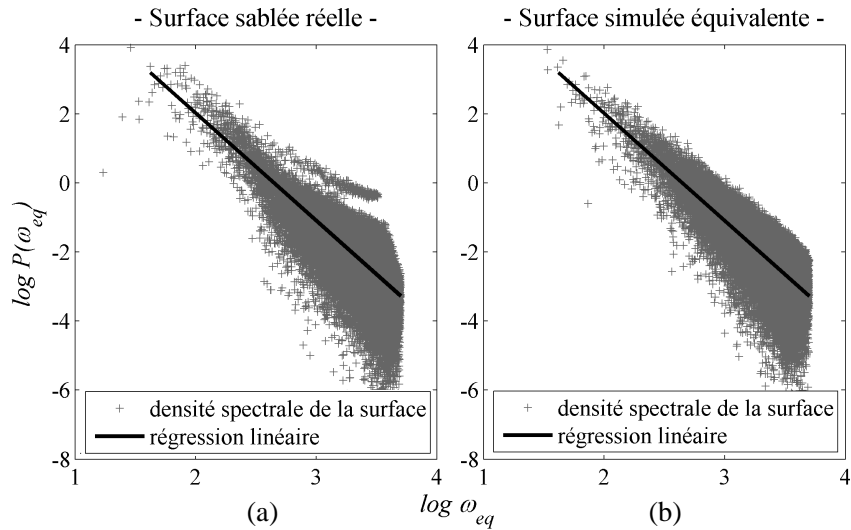 - Surface sablée réelle -
- Surface simulée équivalente -
log P(ω_eq)
4
2
0
-2
-4
-6
-8
+ densité spectrale de la surface
régression linéaire
1 2 3 4
4
2
0
-2
-4
-6
-8
+ densité spectrale de la surface
régression linéaire
1 2 3 4
(a)
log ω_eq
(b)